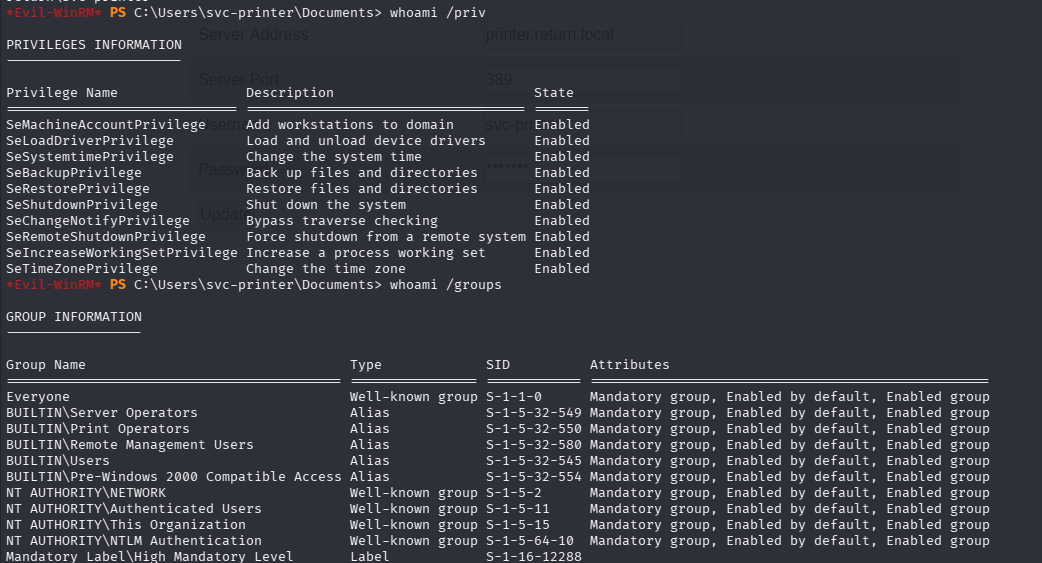 *Evil-WinRM* PS C:\Users\svc-printer\Documents> whoami /priv
Server Address printer.return.local
PRIVILEGES INFORMATION
Server Port 389
Privilege Name Description State
SeMachineAccountPrivilege Add workstations to domain Enabled
SeLoadDriverPrivilege Load and unload device drivers Enabled
SeSystemtimePrivilege Change the system time Enabled
SeBackupPrivilege Back up files and directories Enabled
SeRestorePrivilege Restore files and directories Enabled
SeShutdownPrivilege Shut down the system Enabled
SeChangeNotifyPrivilege Bypass traverse checking Enabled
SeRemoteShutdownPrivilege Force shutdown from a remote system Enabled
SeIncreaseWorkingSetPrivilege Increase a process working set Enabled
SeTimeZonePrivilege Change the time zone Enabled
*Evil-WinRM* PS C:\Users\svc-printer\Documents> whoami /groups
GROUP INFORMATION
Group Name Type SID Attributes
Everyone Well-known group S-1-1-0 Mandatory group, Enabled by default, Enabled group
BUILTIN\Server Operators Alias S-1-5-32-549 Mandatory group, Enabled by default, Enabled group
BUILTIN\Print Operators Alias S-1-5-32-550 Mandatory group, Enabled by default, Enabled group
BUILTIN\Remote Management Users Alias S-1-5-32-580 Mandatory group, Enabled by default, Enabled group
BUILTIN\Users Alias S-1-5-32-545 Mandatory group, Enabled by default, Enabled group
BUILTIN\Pre-Windows 2000 Compatible Access Alias S-1-5-32-554 Mandatory group, Enabled by default, Enabled group
NT AUTHORITY\NETWORK Well-known group S-1-5-2 Mandatory group, Enabled by default, Enabled group
NT AUTHORITY\Authenticated Users Well-known group S-1-5-11 Mandatory group, Enabled by default, Enabled group
NT AUTHORITY\This Organization Well-known group S-1-5-15 Mandatory group, Enabled by default, Enabled group
NT AUTHORITY\NTLM Authentication Well-known group S-1-5-64-10 Mandatory group, Enabled by default, Enabled group
Mandatory Label\High Mandatory Level Label S-1-16-12288